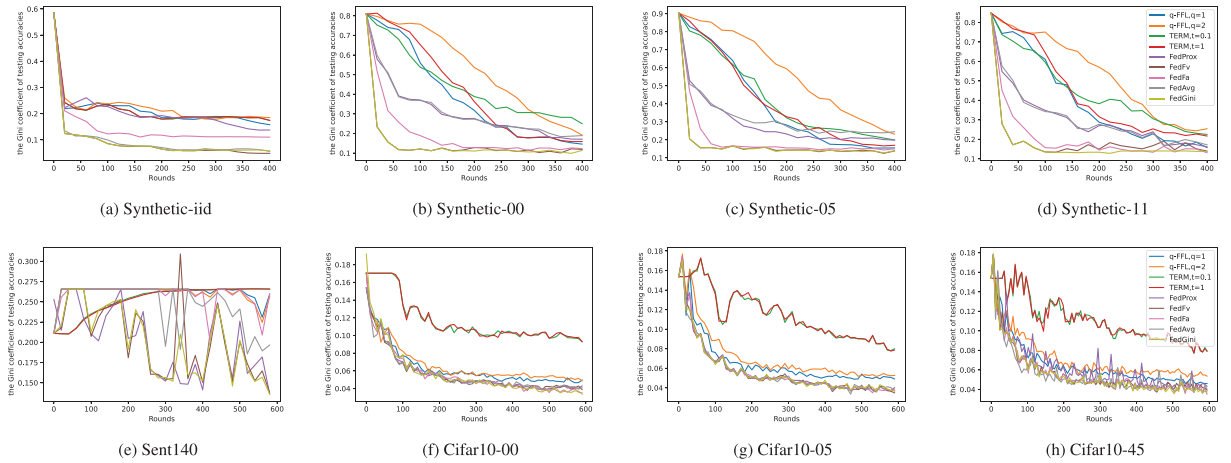 the Gini coefficient of testing accuracies
0.6
0.5
0.4
0.3
0.2
0.1
0 50 100 150 200 250 300 350 400
Rounds
(a) Synthetic-iid
the Gini coefficient of testing accuracies
0.8
0.7
0.6
0.5
0.4
0.3
0.2
0.1
0 50 100 150 200 250 300 350 400
Rounds
(b) Synthetic-00
the Gini coefficient of testing accuracies
0.9
0.8
0.7
0.6
0.5
0.4
0.3
0.2
0.1
0 50 100 150 200 250 300 350 400
Rounds
(c) Synthetic-05
the Gini coefficient of testing accuracies
0.8
0.7
0.6
0.5
0.4
0.3
0.2
0.1
0 50 100 150 200 250 300 350 400
Rounds
q-FFL,q=1
q-FFL,q=2
TERM,t=0.1
TERM,t=1
FedProx
FedFv
FedFa
FedAvg
FedGini
(d) Synthetic-11
the Gini coefficient of testing accuracies
0.300
0.275
0.250
0.225
0.200
0.175
0.150
0 100 200 300 400 500 600
Rounds
(e) Sent140
the Gini coefficient of testing accuracies
0.18
0.16
0.14
0.12
0.10
0.08
0.06
0.04
0 100 200 300 400 500 600
Rounds
(f) Cifar10-00
the Gini coefficient of testing accuracies
0.18
0.16
0.14
0.12
0.10
0.08
0.06
0.04
0 100 200 300 400 500 600
Rounds
(g) Cifar10-05
the Gini coefficient of testing accuracies
0.18
0.16
0.14
0.12
0.10
0.08
0.06
0.04
0 100 200 300 400 500 600
Rounds
q-FFL,q=1
q-FFL,q=2
TERM,t=0.1
TERM,t=1
FedProx
FedFv
FedFa
FedAvg
FedGini
(h) Cifar10-45